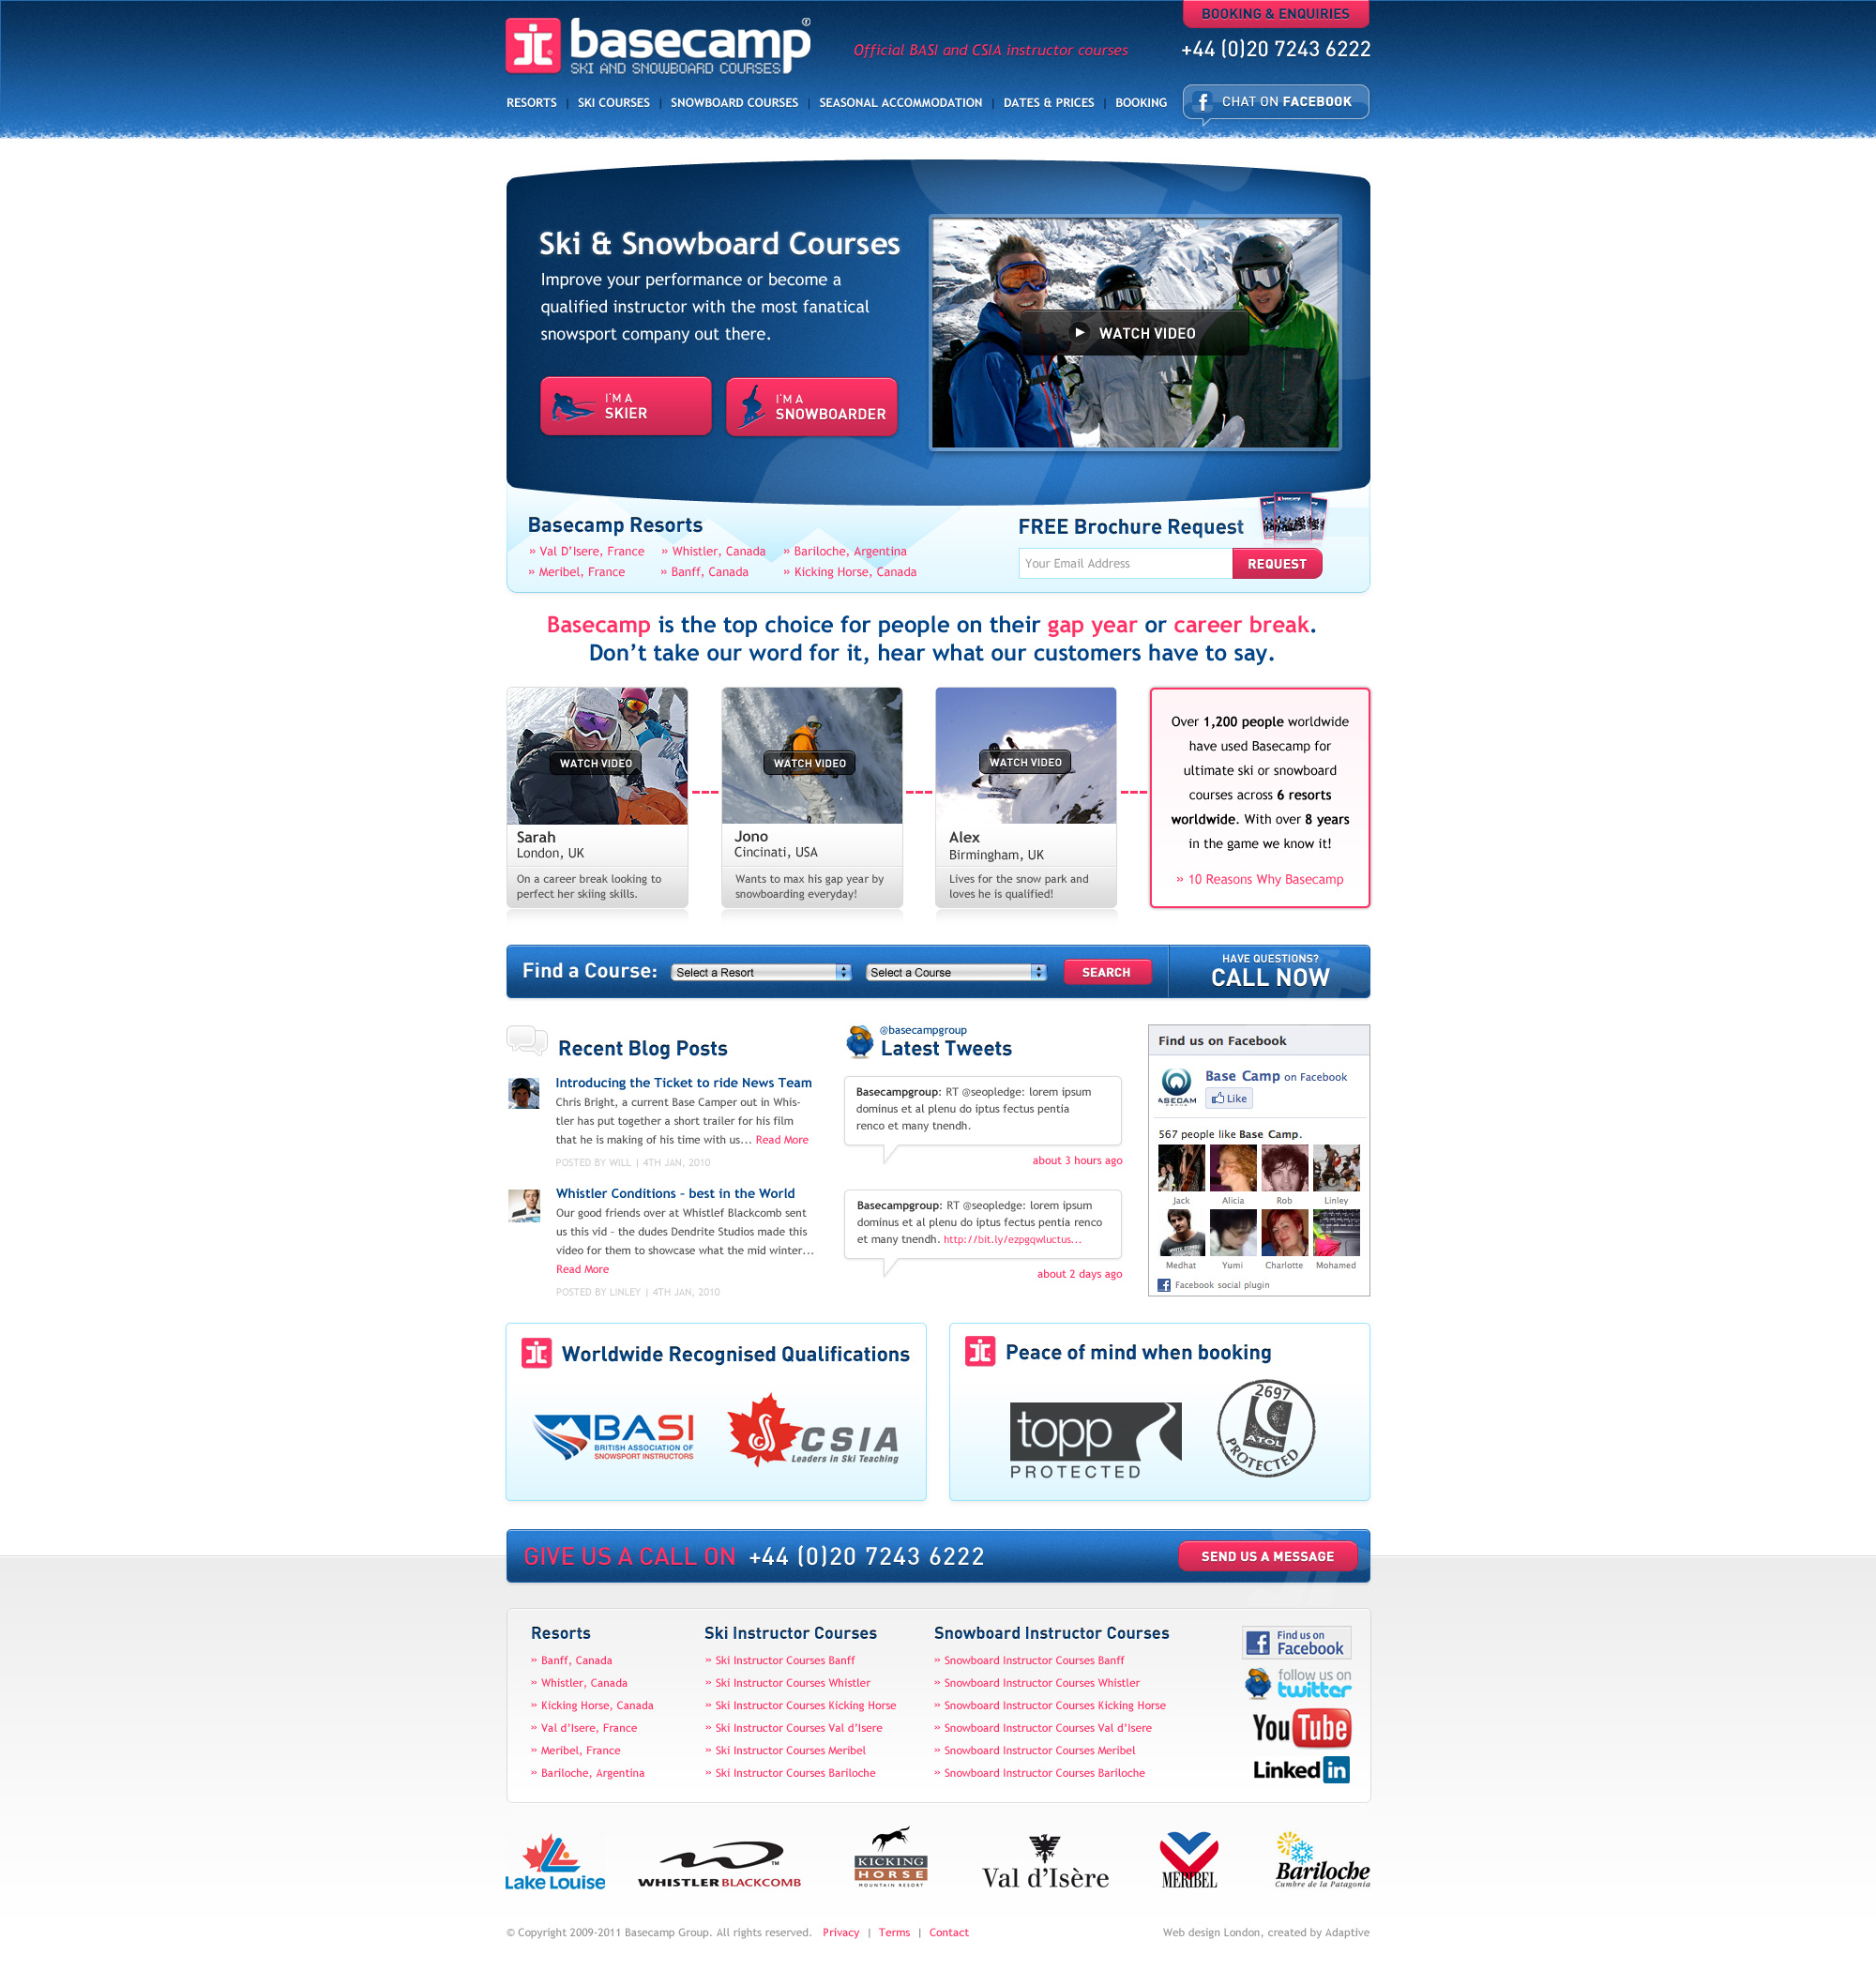 basecamp
SKI AND SNOWBOARD COURSES
Official BASI and CSIA instructor courses
BOOKING & ENQUIRIES
+44 (0)20 7243 6222
RESORTS | SKI COURSES | SNOWBOARD COURSES | SEASONAL ACCOMMODATION | DATES & PRICES | BOOKING
CHAT ON FACEBOOK
Ski & Snowboard Courses
Improve your performance or become a
qualified instructor with the most fanatical
snowsport company out there.
I'M A
SKIER
I'M A
SNOWBOARDER
WATCH VIDEO
Basecamp Resorts
» Val D'Isere, France » Whistler, Canada » Bariloche, Argentina
» Meribel, France » Banff, Canada » Kicking Horse, Canada
FREE Brochure Request
Your Email Address
REQUEST
Basecamp is the top choice for people on their gap year or career break.
Don't take our word for it, hear what our customers have to say.
WATCH VIDEO
Sarah
London, UK
On a career break looking to
perfect her skiing skills.
WATCH VIDEO
Jono
Cincinati, USA
Wants to max his gap year by
snowboarding everyday!
WATCH VIDEO
Alex
Birmingham, UK
Lives for the snow park and
loves he is qualified!
Over 1,200 people worldwide
have used Basecamp for
ultimate ski or snowboard
courses across 6 resorts
worldwide. With over 8 years
in the game we know it!
» 10 Reasons Why Basecamp
Find a Course:
Select a Resort
Select a Course
SEARCH
HAVE QUESTIONS?
CALL NOW
Recent Blog Posts
Introducing the Ticket to ride News Team
Chris Bright, a current Base Camper out in Whis-
tler has put together a short trailer for his film
that he is making of his time with us... Read More
POSTED BY WILL | 4TH JAN, 2010
Whistler Conditions – best in the World
Our good friends over at Whistlef Blackcomb sent
us this vid – the dudes Dendrite Studios made this
video for them to showcase what the mid winter...
Read More
POSTED BY LINLEY | 4TH JAN, 2010
@basecampgroup
Latest Tweets
Basecampgroup: RT @seopledge: lorem ipsum
dominus et al plenu do iptus fectus pentia
renco et many tnendh.
about 3 hours ago
Basecampgroup: RT @seopledge: lorem ipsum
dominus et al plenu do iptus fectus pentia renco
et many tnendh. http://bit.ly/ezpgqwluctus...
about 2 days ago
Find us on Facebook
ASECAM
Base Camp on Facebook
Like
567 people like Base Camp.
Jack Alicia Rob Linley
Medhat Yumi Charlotte Mohamed
Facebook social plugin
Worldwide Recognised Qualifications
BASI
BRITISH ASSOCIATION OF
SNOWSPORT INSTRUCTORS
CSIA
Leaders in Ski Teaching
Peace of mind when booking
topp
PROTECTED
2697
ATOL
PROTECTED
GIVE US A CALL ON +44 (0)20 7243 6222
SEND US A MESSAGE
Resorts
» Banff, Canada
» Whistler, Canada
» Kicking Horse, Canada
» Val d'Isere, France
» Meribel, France
» Bariloche, Argentina
Ski Instructor Courses
» Ski Instructor Courses Banff
» Ski Instructor Courses Whistler
» Ski Instructor Courses Kicking Horse
» Ski Instructor Courses Val d'Isere
» Ski Instructor Courses Meribel
» Ski Instructor Courses Bariloche
Snowboard Instructor Courses
» Snowboard Instructor Courses Banff
» Snowboard Instructor Courses Whistler
» Snowboard Instructor Courses Kicking Horse
» Snowboard Instructor Courses Val d'Isere
» Snowboard Instructor Courses Meribel
» Snowboard Instructor Courses Bariloche
Find us on
Facebook
follow us on
twitter
YouTube
Linked in
Lake Louise
WHISTLER BLACKCOMB
TM
KICKING
HORSE
MOUNTAIN RESORT
Val d'Isère
MERIBEL
Bariloche
Cumbre de la Patagonia
© Copyright 2009-2011 Basecamp Group. All rights reserved. Privacy | Terms | Contact
Web design London, created by Adaptive